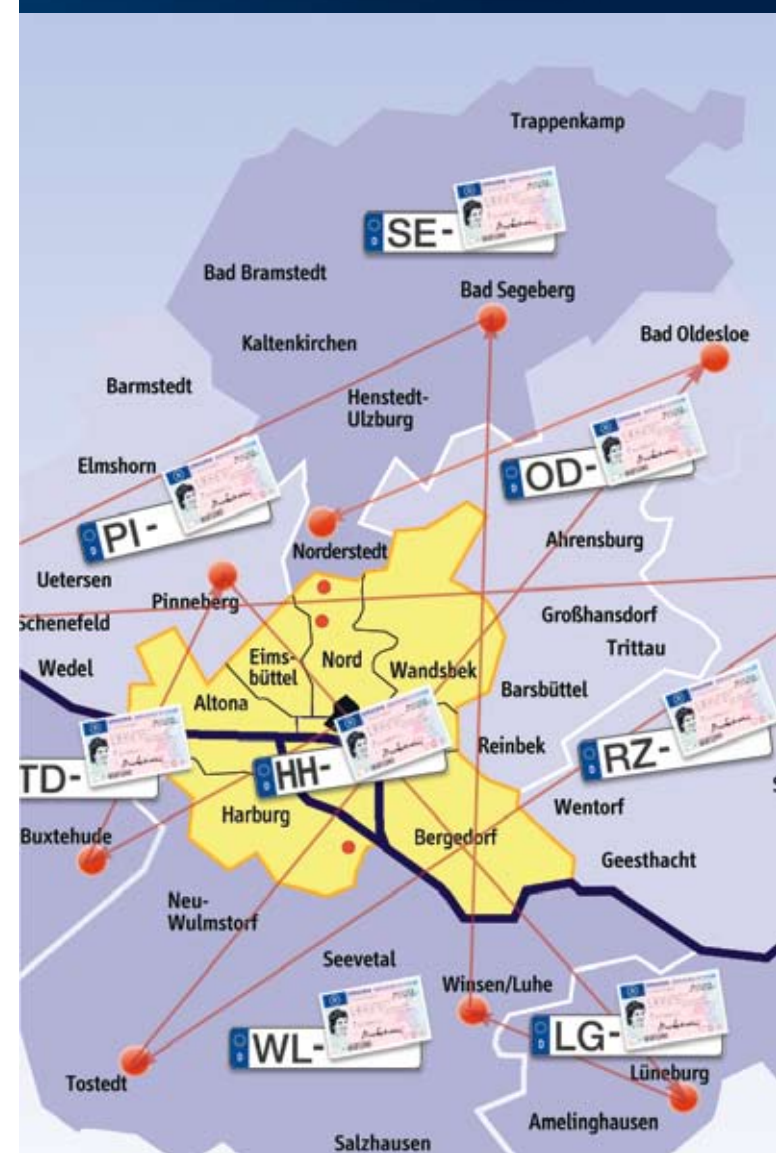 Trappenkamp
SE-
D
Bad Bramstedt
Bad Segeberg
Bad Oldesloe
Kaltenkirchen
Barmstedt
Henstedt-
Ulzburg
Elmshorn
OD-
D
PI-
D
Norderstedt
Ahrensburg
Uetersen
Pinneberg
Schenefeld
Großhansdorf
Trittau
Wedel
Eims-
büttel
Nord
Wandsbek
Altona
Barsbüttel
Reinbek
RZ-
D
TD-
HH-
D
Harburg
Wentorf
Buxtehude
Bergedorf
Geesthacht
Neu-
Wulmstorf
Seevetal
Winsen/Luhe
WL-
D
LG-
D
Tostedt
Lüneburg
Amelinghausen
Salzhausen